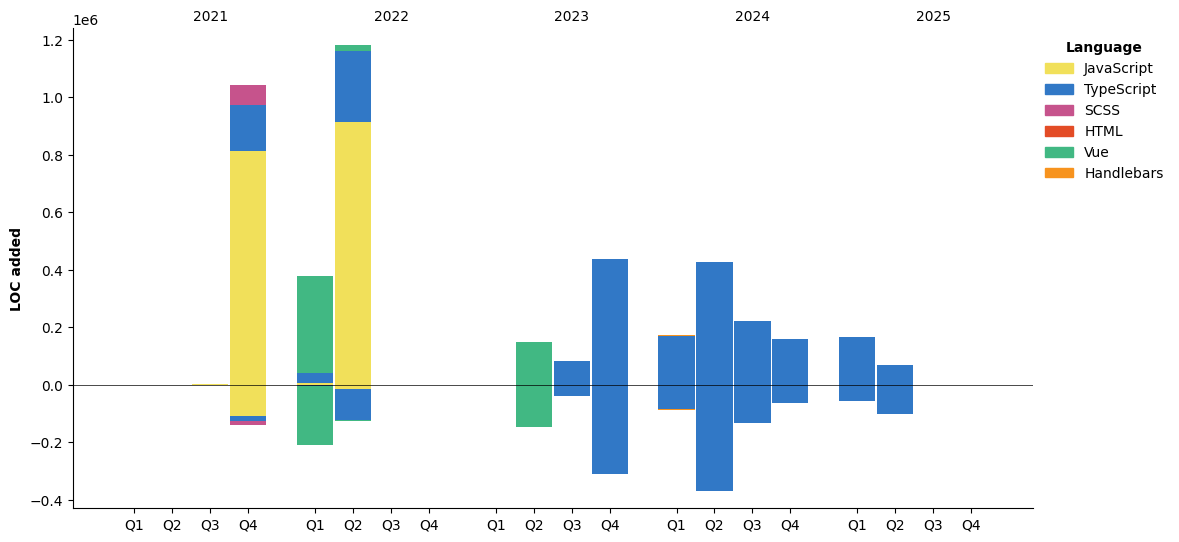 2021 2022 2023 2024 2025
1e6
1.2
1.0
0.8
0.6
0.4
0.2
0.0
−0.2
−0.4
LOC added
Language
JavaScript
TypeScript
SCSS
HTML
Vue
Handlebars
Q1 Q2 Q3 Q4 Q1 Q2 Q3 Q4 Q1 Q2 Q3 Q4 Q1 Q2 Q3 Q4 Q1 Q2 Q3 Q4